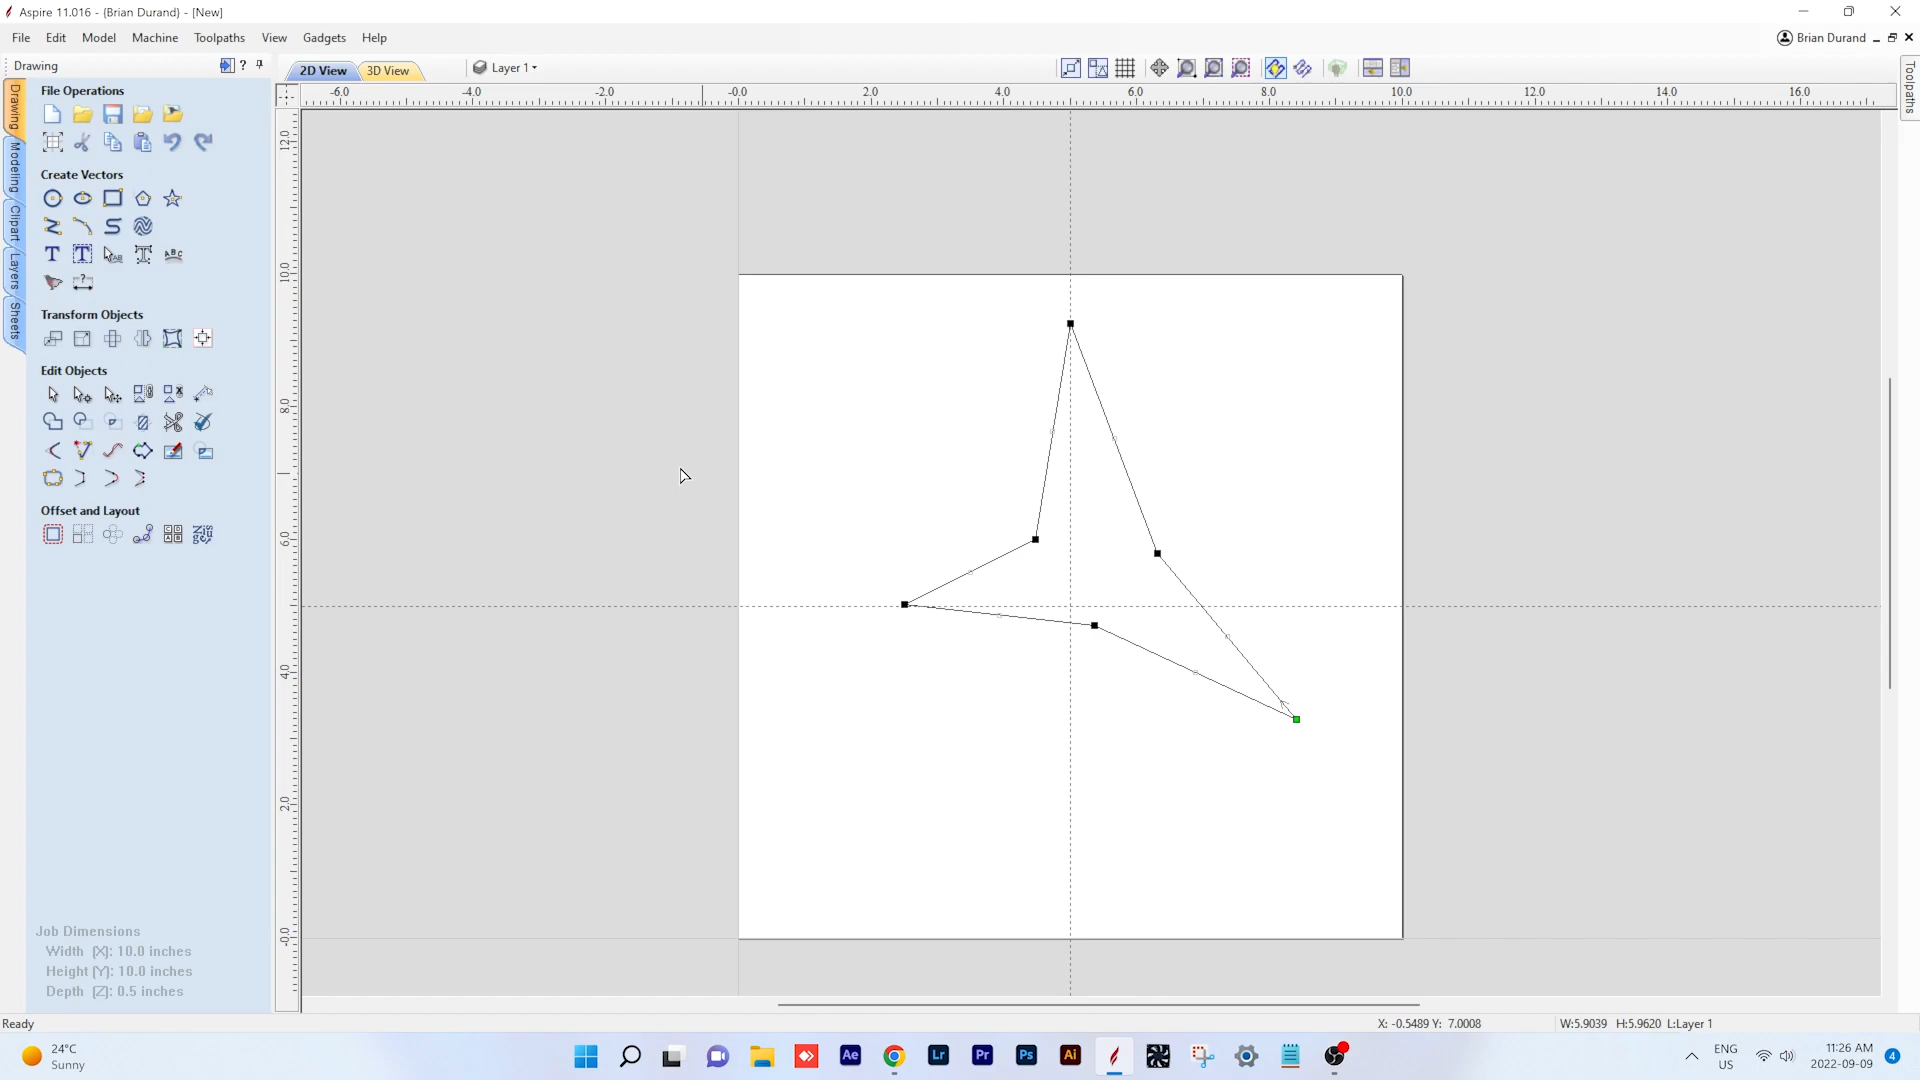 Aspire 11.016 - (Brian Durand) - [New]
File Edit Model Machine Toolpaths View Gadgets Help
Brian Durand
Drawing
2D View
3D View
Layer 1
Toolpaths
Drawing
Modeling
Clipart
Layers
Sheets
File Operations
Create Vectors
Transform Objects
Edit Objects
Offset and Layout
-6.0 -4.0 -2.0 -0.0 2.0 4.0 6.0 8.0 10.0 12.0 14.0 16.0
12.0
10.0
8.0
6.0
4.0
2.0
-0.0
Job Dimensions
Width (X): 10.0 inches
Height (Y): 10.0 inches
Depth (Z): 0.5 inches
Ready
X: -0.5489 Y: 7.0008
W:5.9039 H:5.9620 L:Layer 1
24°C
Sunny
Ae
Lr
Pr
Ps
Ai
ENG
US
11:26 AM
2022-09-09
4